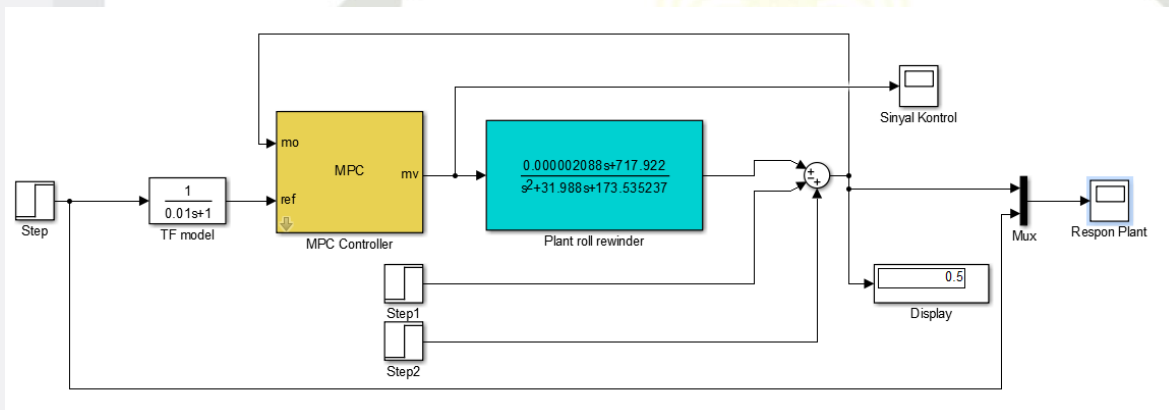 Step
1
0.01s+1
TF model
mo
ref
MPC
mv
MPC Controller
0.000002088s+717.922
s²+31.988s+173.535237
Plant roll rewinder
Step1
Step2
Sinyal Kontrol
0.5
Display
Mux
Respon Plant